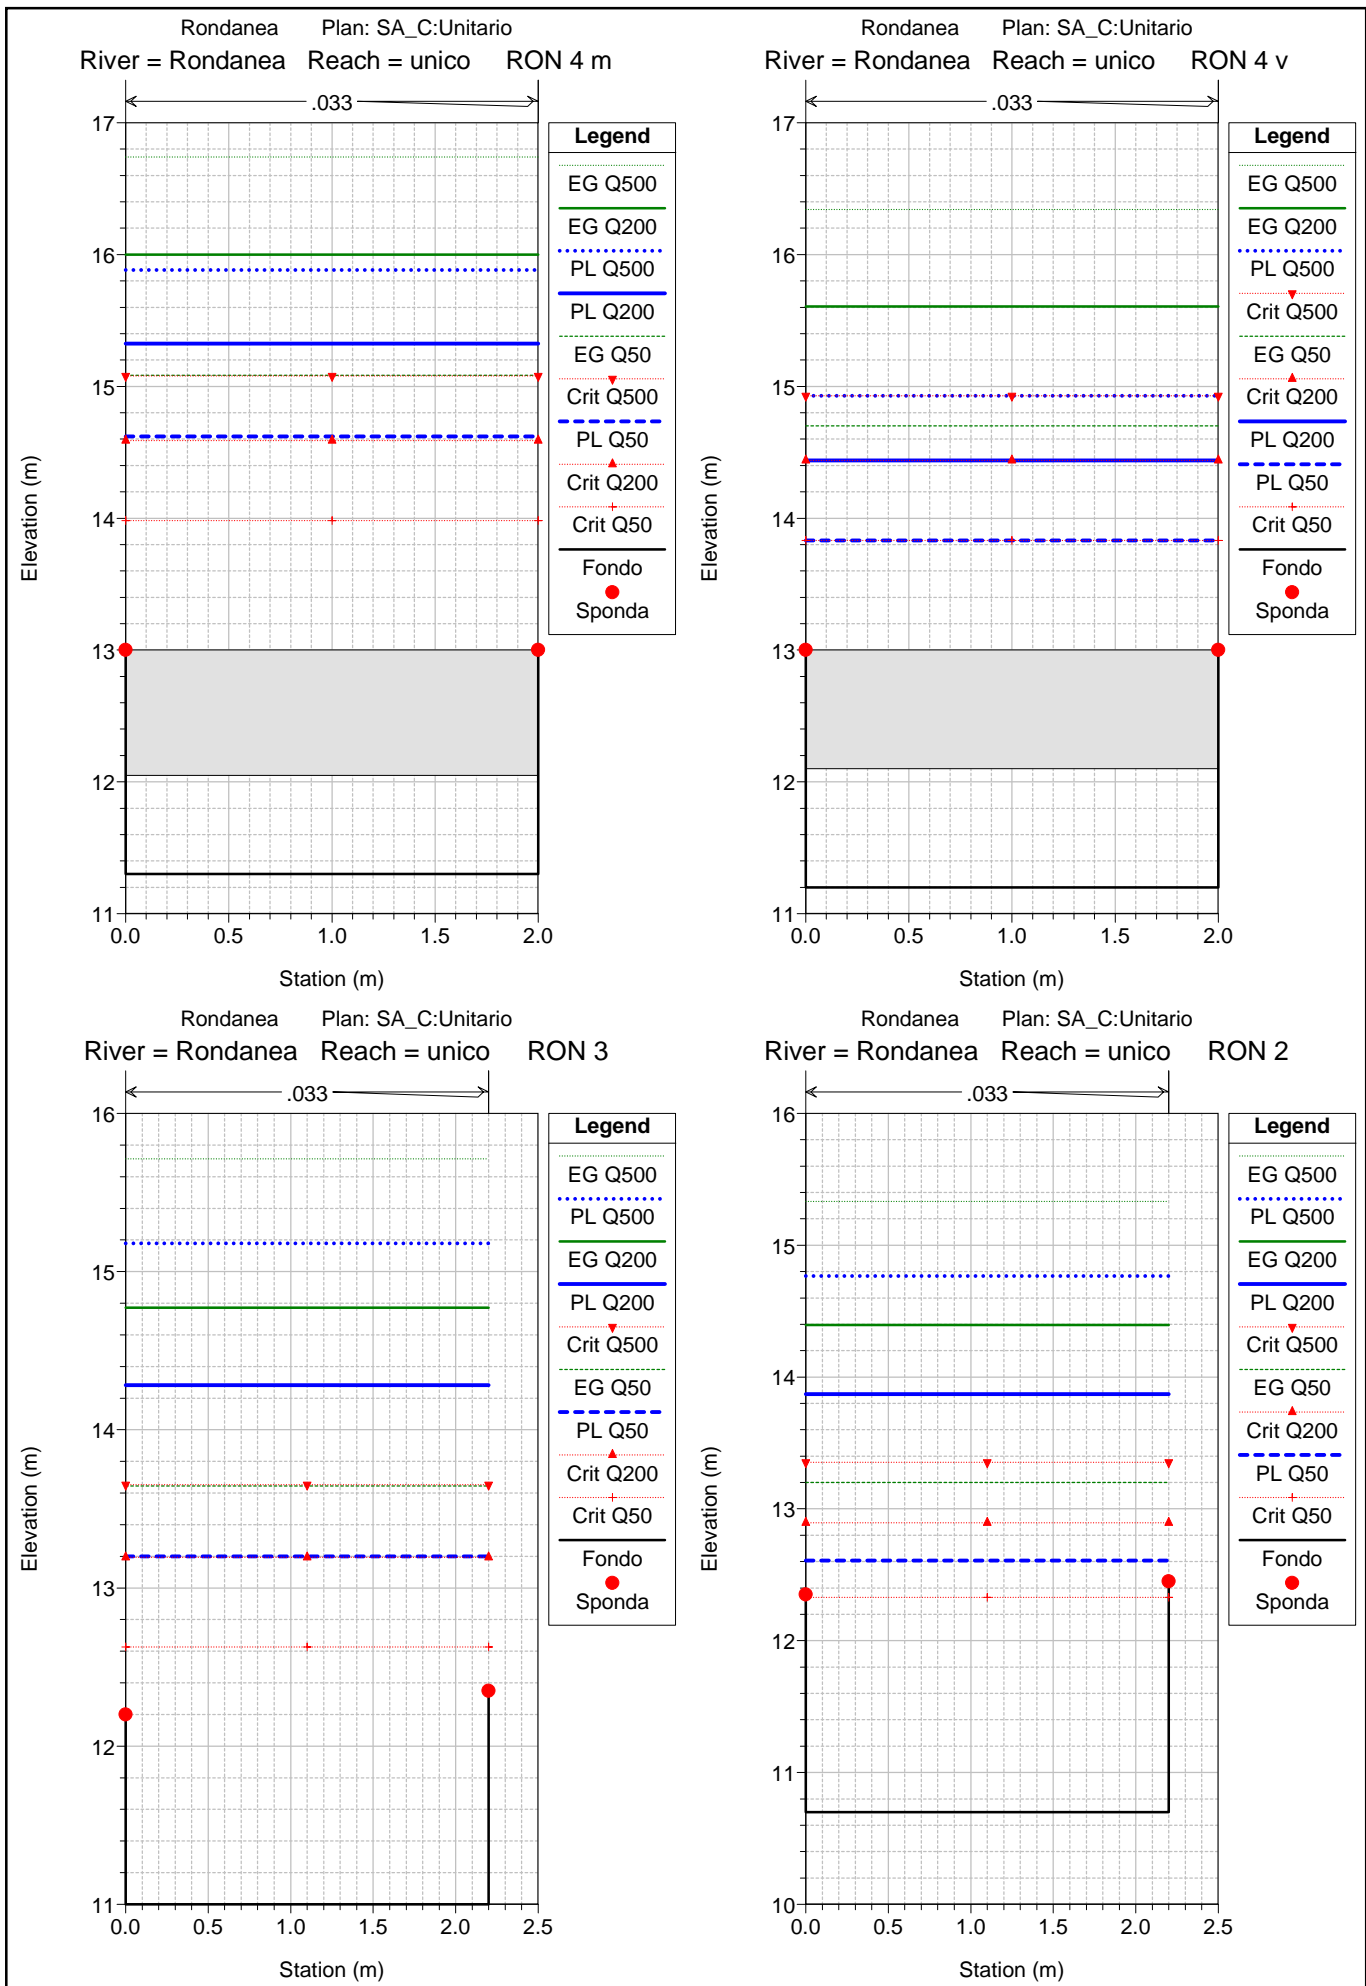 Rondanea Plan: SA_C:Unitario
River = Rondanea Reach = unico RON 4 m
.033
Legend
EG Q500
EG Q200
PL Q500
PL Q200
EG Q50
Crit Q500
PL Q50
Crit Q200
Crit Q50
Fondo
Sponda
17
16
15
14
13
12
11
Elevation (m)
0.0 0.5 1.0 1.5 2.0
Station (m)
Rondanea Plan: SA_C:Unitario
River = Rondanea Reach = unico RON 4 v
.033
Legend
EG Q500
EG Q200
PL Q500
Crit Q500
EG Q50
Crit Q200
PL Q200
PL Q50
Crit Q50
Fondo
Sponda
17
16
15
14
13
12
11
Elevation (m)
0.0 0.5 1.0 1.5 2.0
Station (m)
Rondanea Plan: SA_C:Unitario
River = Rondanea Reach = unico RON 3
.033
Legend
EG Q500
PL Q500
EG Q200
PL Q200
Crit Q500
EG Q50
PL Q50
Crit Q200
Crit Q50
Fondo
Sponda
16
15
14
13
12
11
Elevation (m)
0.0 0.5 1.0 1.5 2.0 2.5
Station (m)
Rondanea Plan: SA_C:Unitario
River = Rondanea Reach = unico RON 2
.033
Legend
EG Q500
PL Q500
EG Q200
PL Q200
Crit Q500
EG Q50
Crit Q200
PL Q50
Crit Q50
Fondo
Sponda
16
15
14
13
12
11
10
Elevation (m)
0.0 0.5 1.0 1.5 2.0 2.5
Station (m)